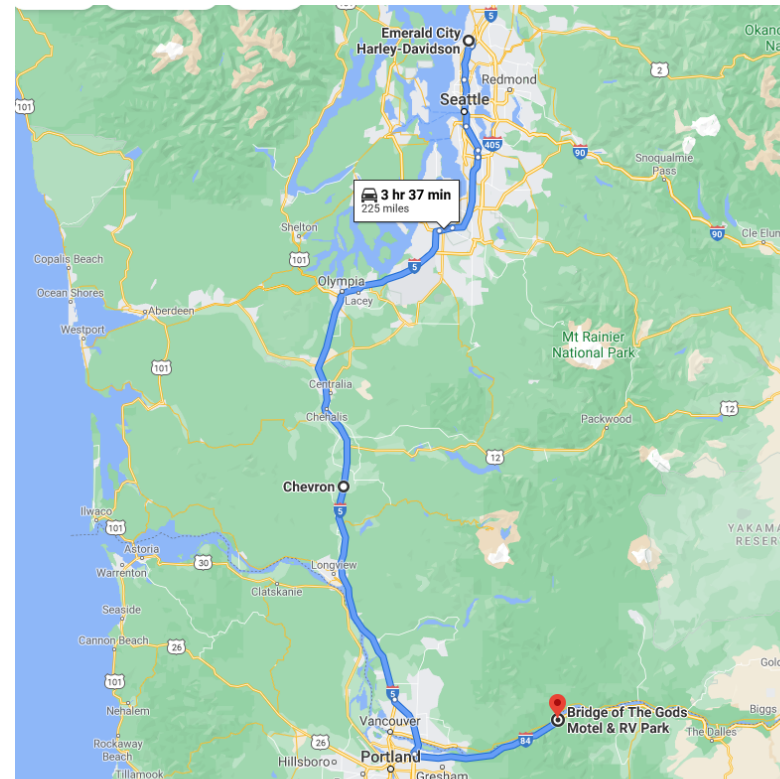 5
Emerald City
Harley-Davidson
Okano
Na
2
Redmond
101
Seattle
405
90
Snoqualmie
Pass
3 hr 37 min
225 miles
Shelton
90
Cle Elum
101
5
Copalis Beach
Olympia
Lacey
Ocean Shores
Aberdeen
Westport
Mt Rainier
National Park
101
Centralia
12
Chehalis
Packwood
12
Chevron
5
Ilwaco
101
YAKAMA
RESER
Astoria
30
Longview
Warrenton
Clatskanie
Seaside
Cannon Beach
26
Gold
101
5
Bridge of The Gods
Motel & RV Park
Nehalem
Biggs
Vancouver
The Dalles
84
26
Rockaway
Beach
Portland
Hillsboro
Tillamook
Gresham